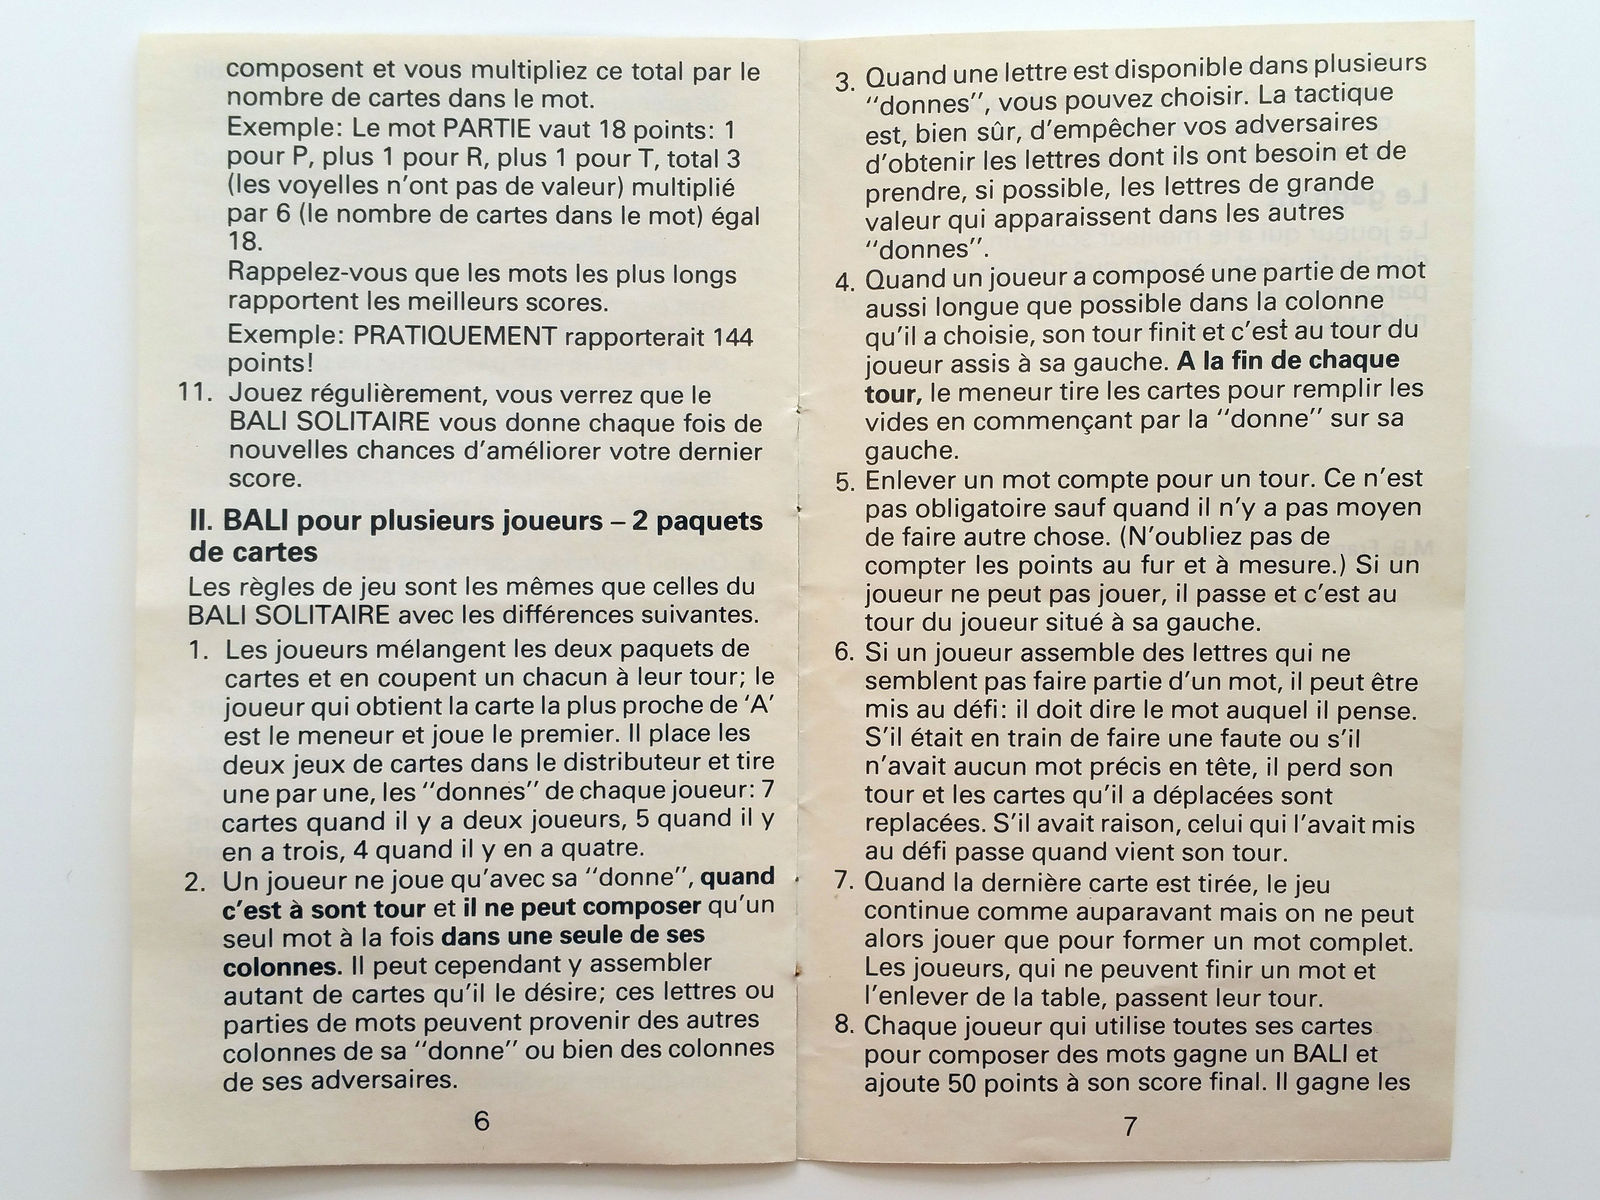 composent et vous multipliez ce total par le
nombre de cartes dans le mot.
Exemple: Le mot PARTIE vaut 18 points: 1
pour P, plus 1 pour R, plus 1 pour T, total 3
(les voyelles n'ont pas de valeur) multiplié
par 6 (le nombre de cartes dans le mot) égal
18.
Rappelez-vous que les mots les plus longs
rapportent les meilleurs scores.
Exemple: PRATIQUEMENT rapporterait 144
points!
11. Jouez régulièrement, vous verrez que le
BALI SOLITAIRE vous donne chaque fois de
nouvelles chances d'améliorer votre dernier
score.
II. BALI pour plusieurs joueurs – 2 paquets
de cartes
Les règles de jeu sont les mêmes que celles du
BALI SOLITAIRE avec les différences suivantes.
1. Les joueurs mélangent les deux paquets de
cartes et en coupent un chacun à leur tour; le
joueur qui obtient la carte la plus proche de 'A'
est le meneur et joue le premier. Il place les
deux jeux de cartes dans le distributeur et tire
une par une, les "donnes" de chaque joueur: 7
cartes quand il y a deux joueurs, 5 quand il y
en a trois, 4 quand il y en a quatre.
2. Un joueur ne joue qu'avec sa "donne", quand
c'est à sont tour et il ne peut composer qu'un
seul mot à la fois dans une seule de ses
colonnes. Il peut cependant y assembler
autant de cartes qu'il le désire; ces lettres ou
parties de mots peuvent provenir des autres
colonnes de sa "donne" ou bien des colonnes
de ses adversaires.
6
3. Quand une lettre est disponible dans plusieurs
"donnes", vous pouvez choisir. La tactique
est, bien sûr, d'empêcher vos adversaires
d'obtenir les lettres dont ils ont besoin et de
prendre, si possible, les lettres de grande
valeur qui apparaissent dans les autres
"donnes".
4. Quand un joueur a composé une partie de mot
aussi longue que possible dans la colonne
qu'il a choisie, son tour finit et c'est au tour du
joueur assis à sa gauche. A la fin de chaque
tour, le meneur tire les cartes pour remplir les
vides en commençant par la "donne" sur sa
gauche.
5. Enlever un mot compte pour un tour. Ce n'est
pas obligatoire sauf quand il n'y a pas moyen
de faire autre chose. (N'oubliez pas de
compter les points au fur et à mesure.) Si un
joueur ne peut pas jouer, il passe et c'est au
tour du joueur situé à sa gauche.
6. Si un joueur assemble des lettres qui ne
semblent pas faire partie d'un mot, il peut être
mis au défi: il doit dire le mot auquel il pense.
S'il était en train de faire une faute ou s'il
n'avait aucun mot précis en tête, il perd son
tour et les cartes qu'il a déplacées sont
replacées. S'il avait raison, celui qui l'avait mis
au défi passe quand vient son tour.
7. Quand la dernière carte est tirée, le jeu
continue comme auparavant mais on ne peut
alors jouer que pour former un mot complet.
Les joueurs, qui ne peuvent finir un mot et
l'enlever de la table, passent leur tour.
8. Chaque joueur qui utilise toutes ses cartes
pour composer des mots gagne un BALI et
ajoute 50 points à son score final. Il gagne les
7